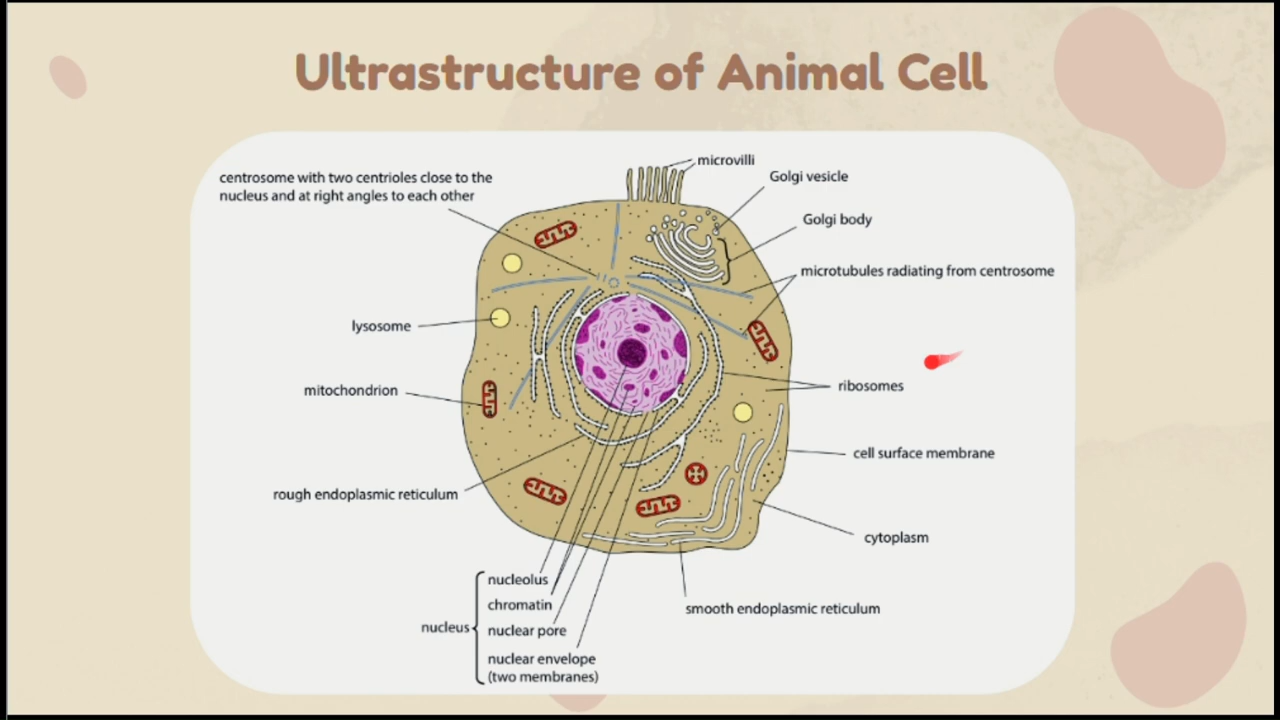 Ultrastructure of Animal Cell
microvilli
centrosome with two centrioles close to the
nucleus and at right angles to each other
Golgi vesicle
Golgi body
microtubules radiating from centrosome
lysosome
mitochondrion
ribosomes
cell surface membrane
rough endoplasmic reticulum
cytoplasm
smooth endoplasmic reticulum
nucleus
nucleolus
chromatin
nuclear pore
nuclear envelope
(two membranes)